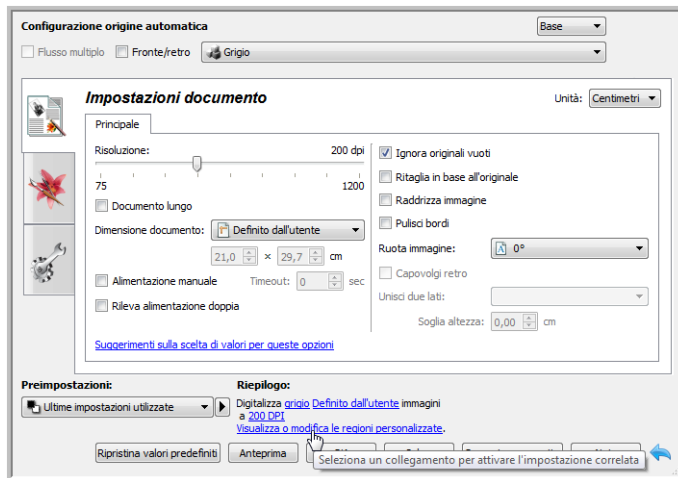 Configurazione origine automatica
Base
Flusso multiplo
Fronte/retro
Grigio
Impostazioni documento
Unità:
Centimetri
Principale
Risoluzione:
200 dpi
75
1200
Documento lungo
Dimensione documento:
Definito dall'utente
21,0 × 29,7 cm
Alimentazione manuale
Timeout: 0 sec
Rileva alimentazione doppia
Suggerimenti sulla scelta di valori per queste opzioni
Ignora originali vuoti
Ritaglia in base all'originale
Raddrizza immagine
Pulisci bordi
Ruota immagine:
0°
Capovolgi retro
Unisci due lati:
Soglia altezza: 0,00 cm
Preimpostazioni:
Ultime impostazioni utilizzate
Riepilogo:
Digitalizza grigio Definito dall'utente immagini
a 200 DPI
Visualizza o modifica le regioni personalizzate.
Ripristina valori predefiniti
Anteprima
Seleziona un collegamento per attivare l'impostazione correlata